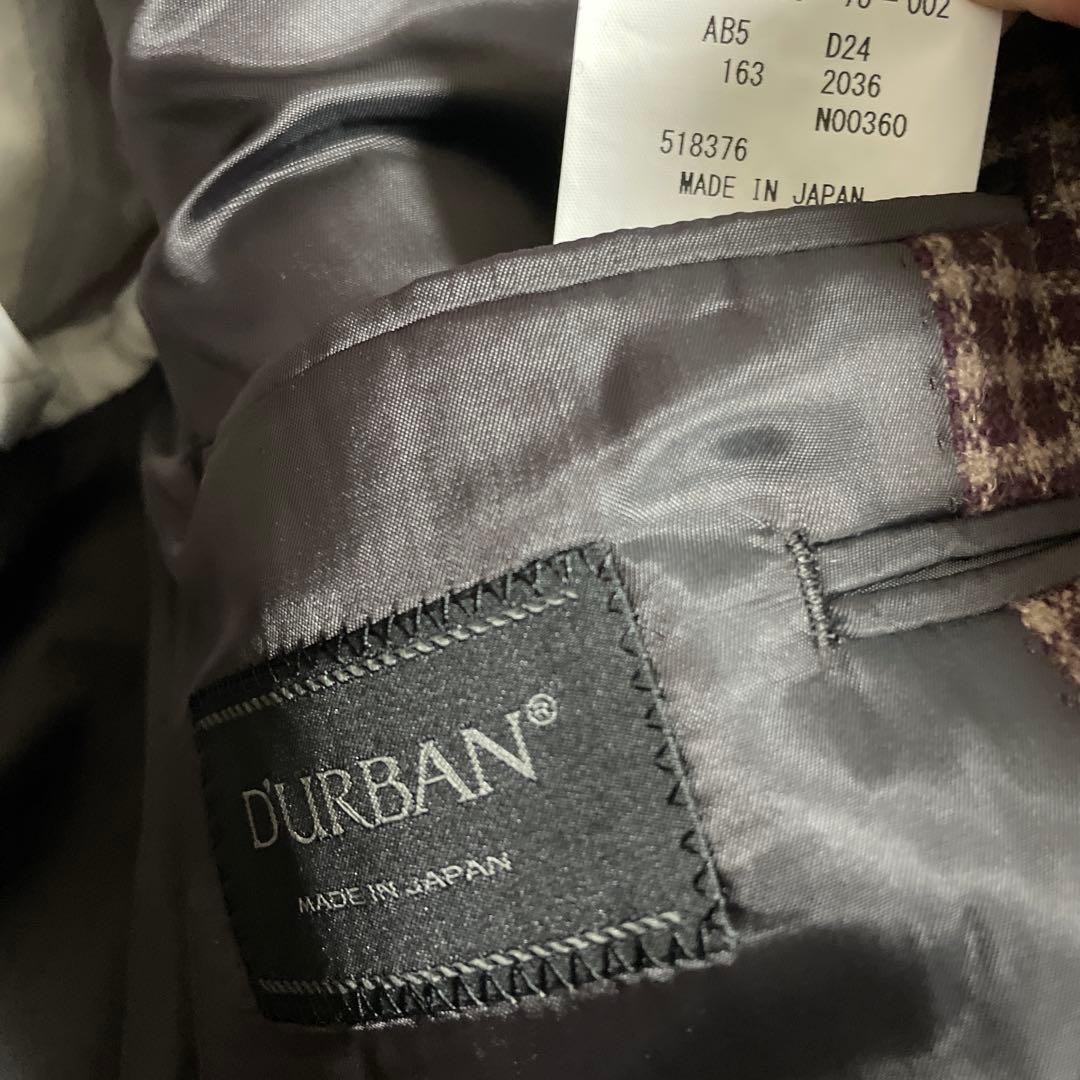 AB5 D24
163 2036
N00360
518376
MADE IN JAPAN
D'URBAN®
MADE IN JAPAN